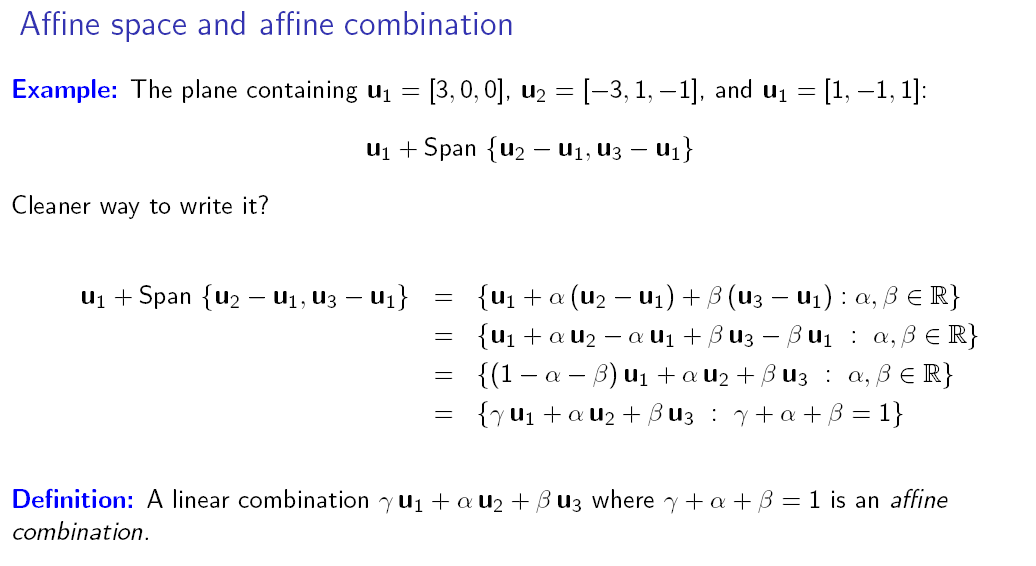 Affine space and affine combination
Example: The plane containing u₁ = [3, 0, 0], u₂ = [−3, 1, −1], and u₁ = [1, −1, 1]:
u₁ + Span {u₂ − u₁, u₃ − u₁}
Cleaner way to write it?
u₁ + Span {u₂ − u₁, u₃ − u₁} = {u₁ + α (u₂ − u₁) + β (u₃ − u₁) : α, β ∈ ℝ}
= {u₁ + α u₂ − α u₁ + β u₃ − β u₁ : α, β ∈ ℝ}
= {(1 − α − β) u₁ + α u₂ + β u₃ : α, β ∈ ℝ}
= {γ u₁ + α u₂ + β u₃ : γ + α + β = 1}
Definition: A linear combination γ u₁ + α u₂ + β u₃ where γ + α + β = 1 is an affine
combination.